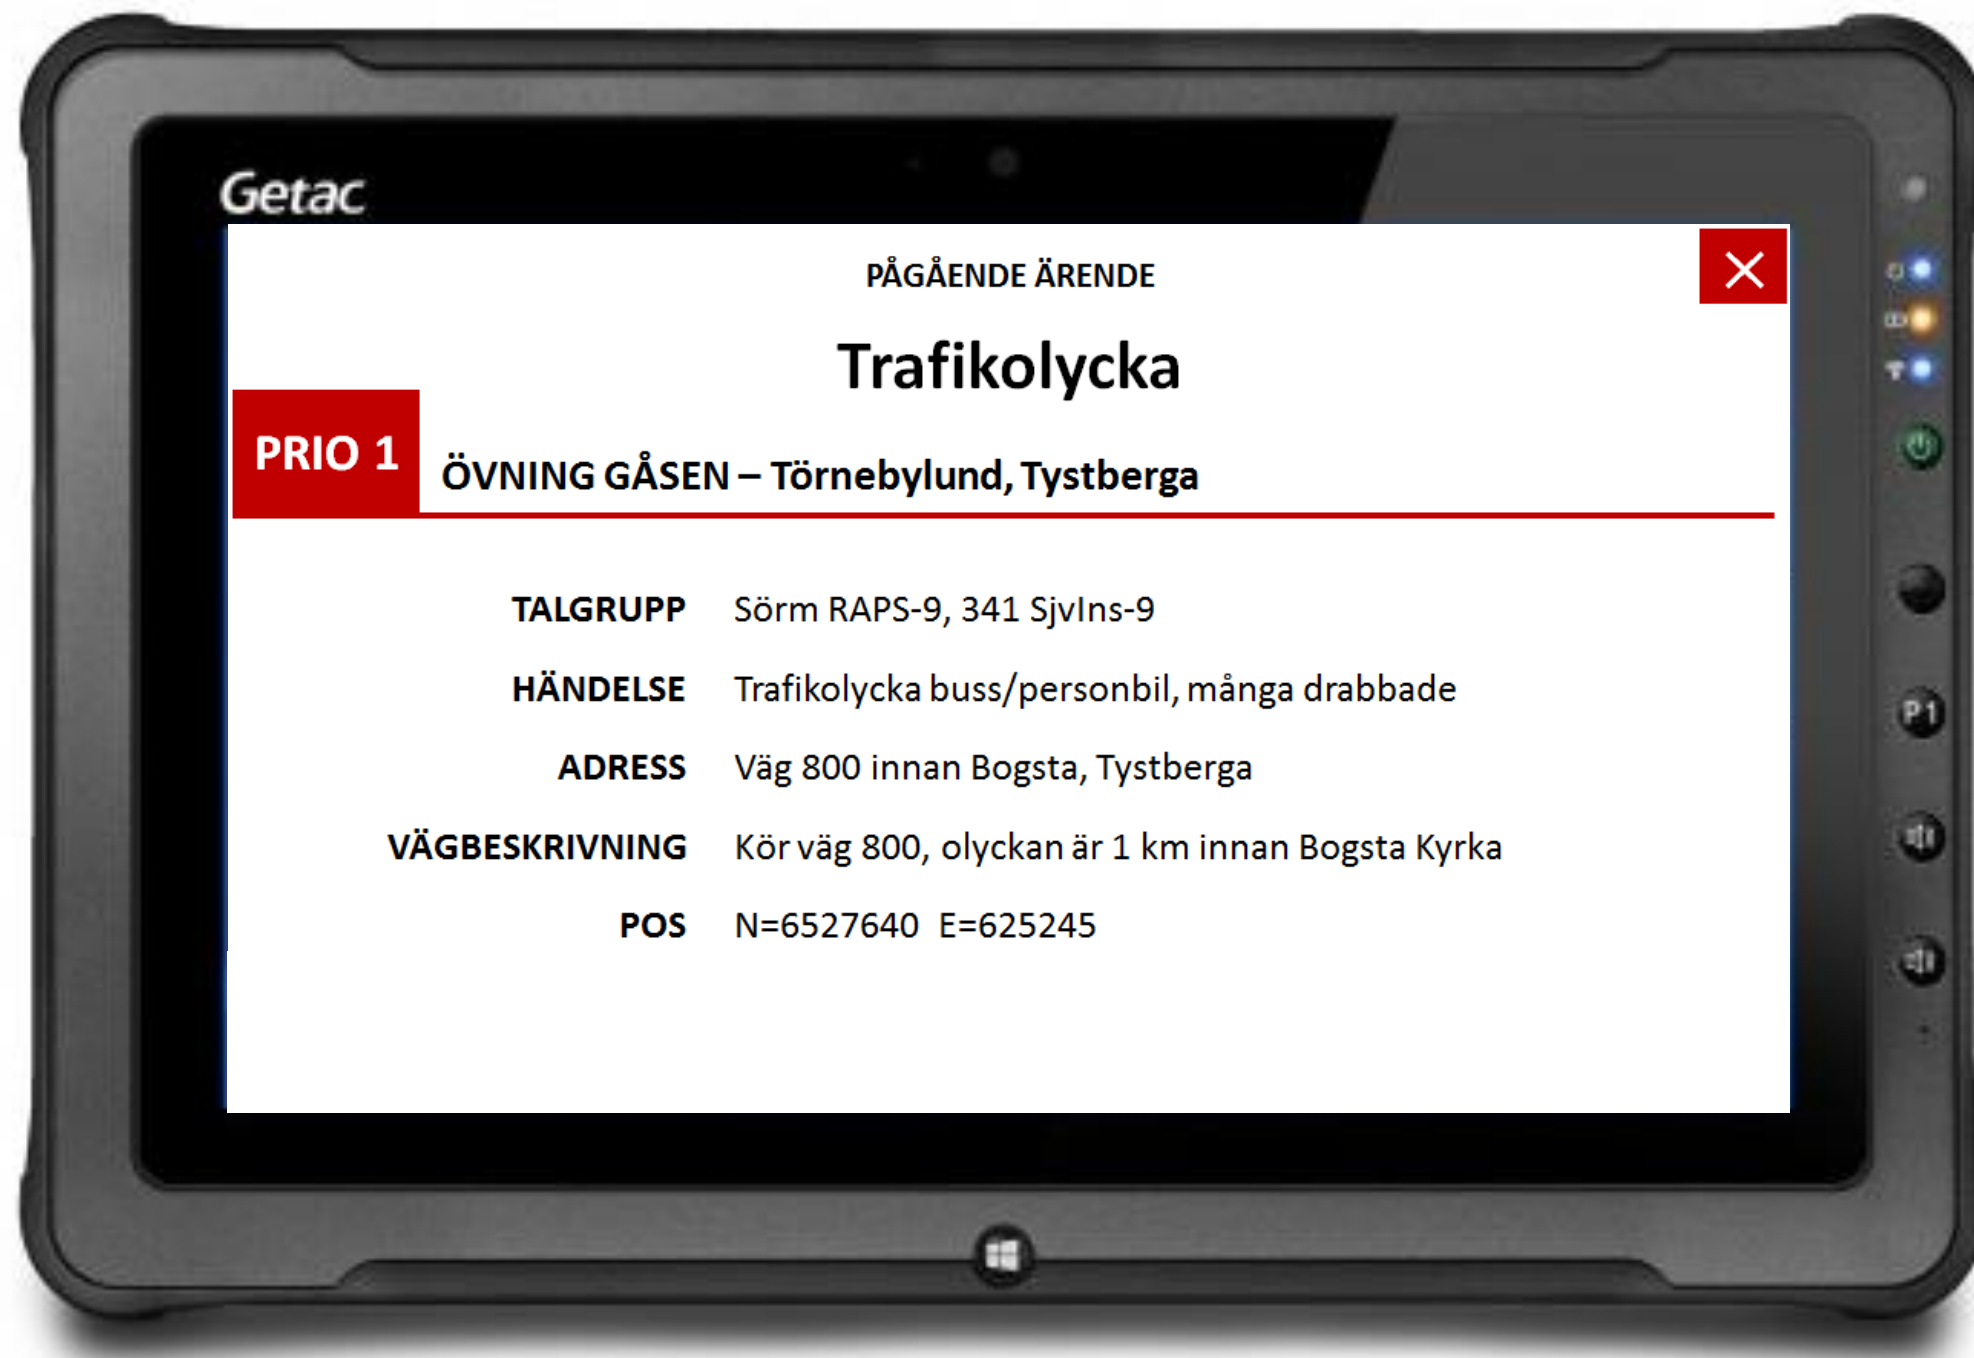 Getac
PÅGÅENDE ÄRENDE
Trafikolycka
PRIO 1
ÖVNING GÅSEN – Törnebylund, Tystberga
TALGRUPP Sörm RAPS-9, 341 SjvIns-9
HÄNDELSE Trafikolycka buss/personbil, många drabbade
ADRESS Väg 800 innan Bogsta, Tystberga
VÄGBESKRIVNING Kör väg 800, olyckan är 1 km innan Bogsta Kyrka
POS N=6527640 E=625245
P1